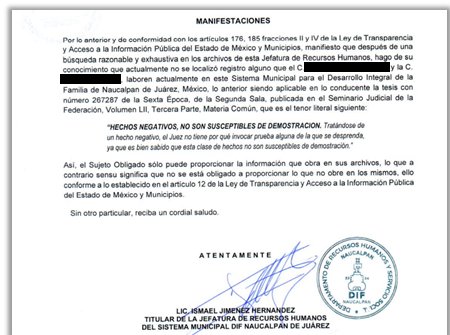 MANIFESTACIONES
Por lo anterior y de conformidad con los artículos 176, 185 fracciones II y IV de la Ley de Transparencia
y Acceso a la Información Pública del Estado de México y Municipios, manifiesto que después de una
búsqueda razonable y exhaustiva en los archivos de esta Jefatura de Recursos Humanos, hago de su
conocimiento que actualmente no se localizó registro alguno que el C. y la C.
, laboren actualmente en este Sistema Municipal para el Desarrollo Integral de la
Familia de Naucalpan de Juárez, México, lo anterior siendo aplicable en lo conducente la tesis con
número 267287 de la Sexta Época, de la Segunda Sala, publicada en el Seminario Judicial de la
Federación, Volumen LII, Tercera Parte, Materia Común, que es el tenor literal siguiente:
"HECHOS NEGATIVOS, NO SON SUSCEPTIBLES DE DEMOSTRACION. Tratándose de
un hecho negativo, el Juez no tiene por qué invocar prueba alguna de la que se desprenda,
ya que es bien sabido que esta clase de hechos no son susceptibles de demostración."
Así, el Sujeto Obligado sólo puede proporcionar la información que obra en sus archivos, lo que a
contrario sensu significa que no se está obligado a proporcionar lo que no obre en los mismos, ello
conforme a lo establecido en el artículo 12 de la Ley de Transparencia y Acceso a la Información Pública
del Estado de México y Municipios.
Sin otro particular, reciba un cordial saludo.
ATENTAMENTE
DEPARTAMENTO DE RECURSOS HUMANOS Y SERVICIO SOCIAL
NAUCALPAN
DIF
NAUCALPAN
LIC. ISMAEL JIMENEZ HERNANDEZ
TITULAR DE LA JEFATURA DE RECURSOS HUMANOS
DEL SISTEMA MUNICIPAL DIF NAUCALPAN DE JUÁREZ